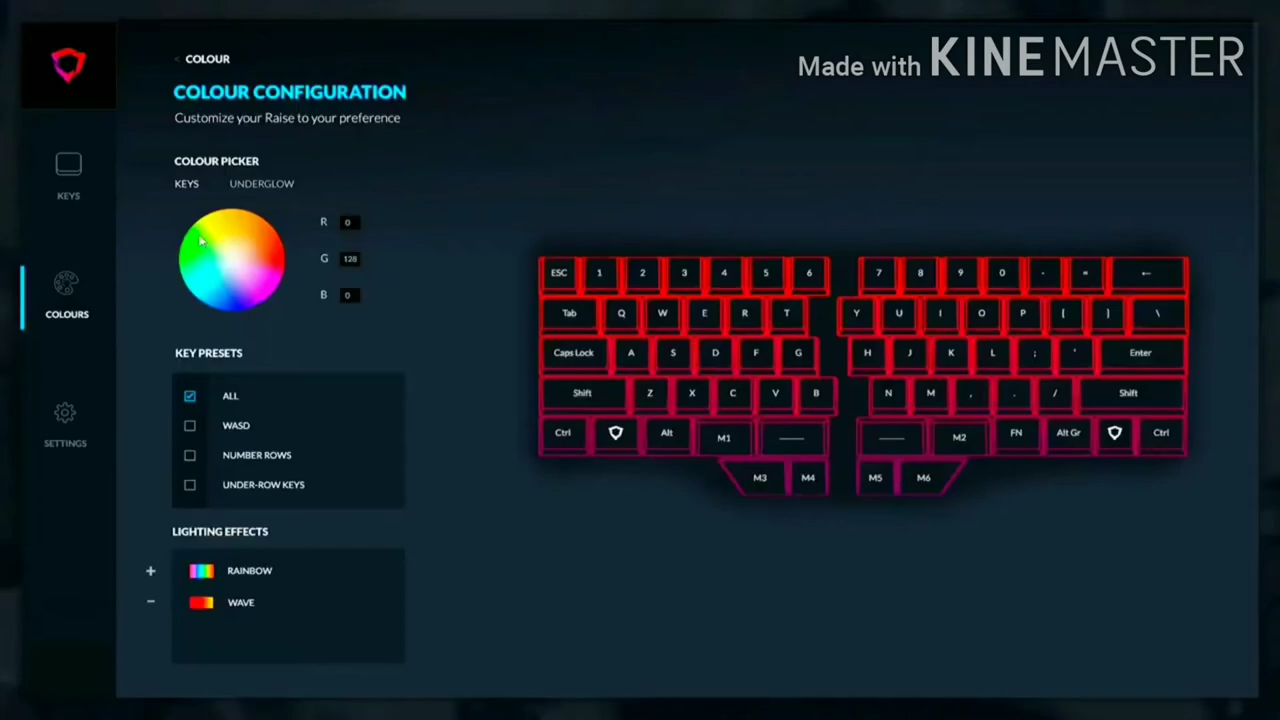 < COLOUR
Made with KINEMASTER
COLOUR CONFIGURATION
Customize your Raise to your preference
COLOUR PICKER
KEYS UNDERGLOW
R 0
G 128
B 0
KEYS
COLOURS
SETTINGS
KEY PRESETS
ALL
WASD
NUMBER ROWS
UNDER-ROW KEYS
LIGHTING EFFECTS
+ RAINBOW
- WAVE
ESC 1 2 3 4 5 6 7 8 9 0 - = ←
Tab Q W E R T Y U I O P [ ] \
Caps Lock A S D F G H J K L ; ' Enter
Shift Z X C V B N M , . / Shift
Ctrl Alt M1 M2 FN Alt Gr Ctrl
M3 M4 M5 M6